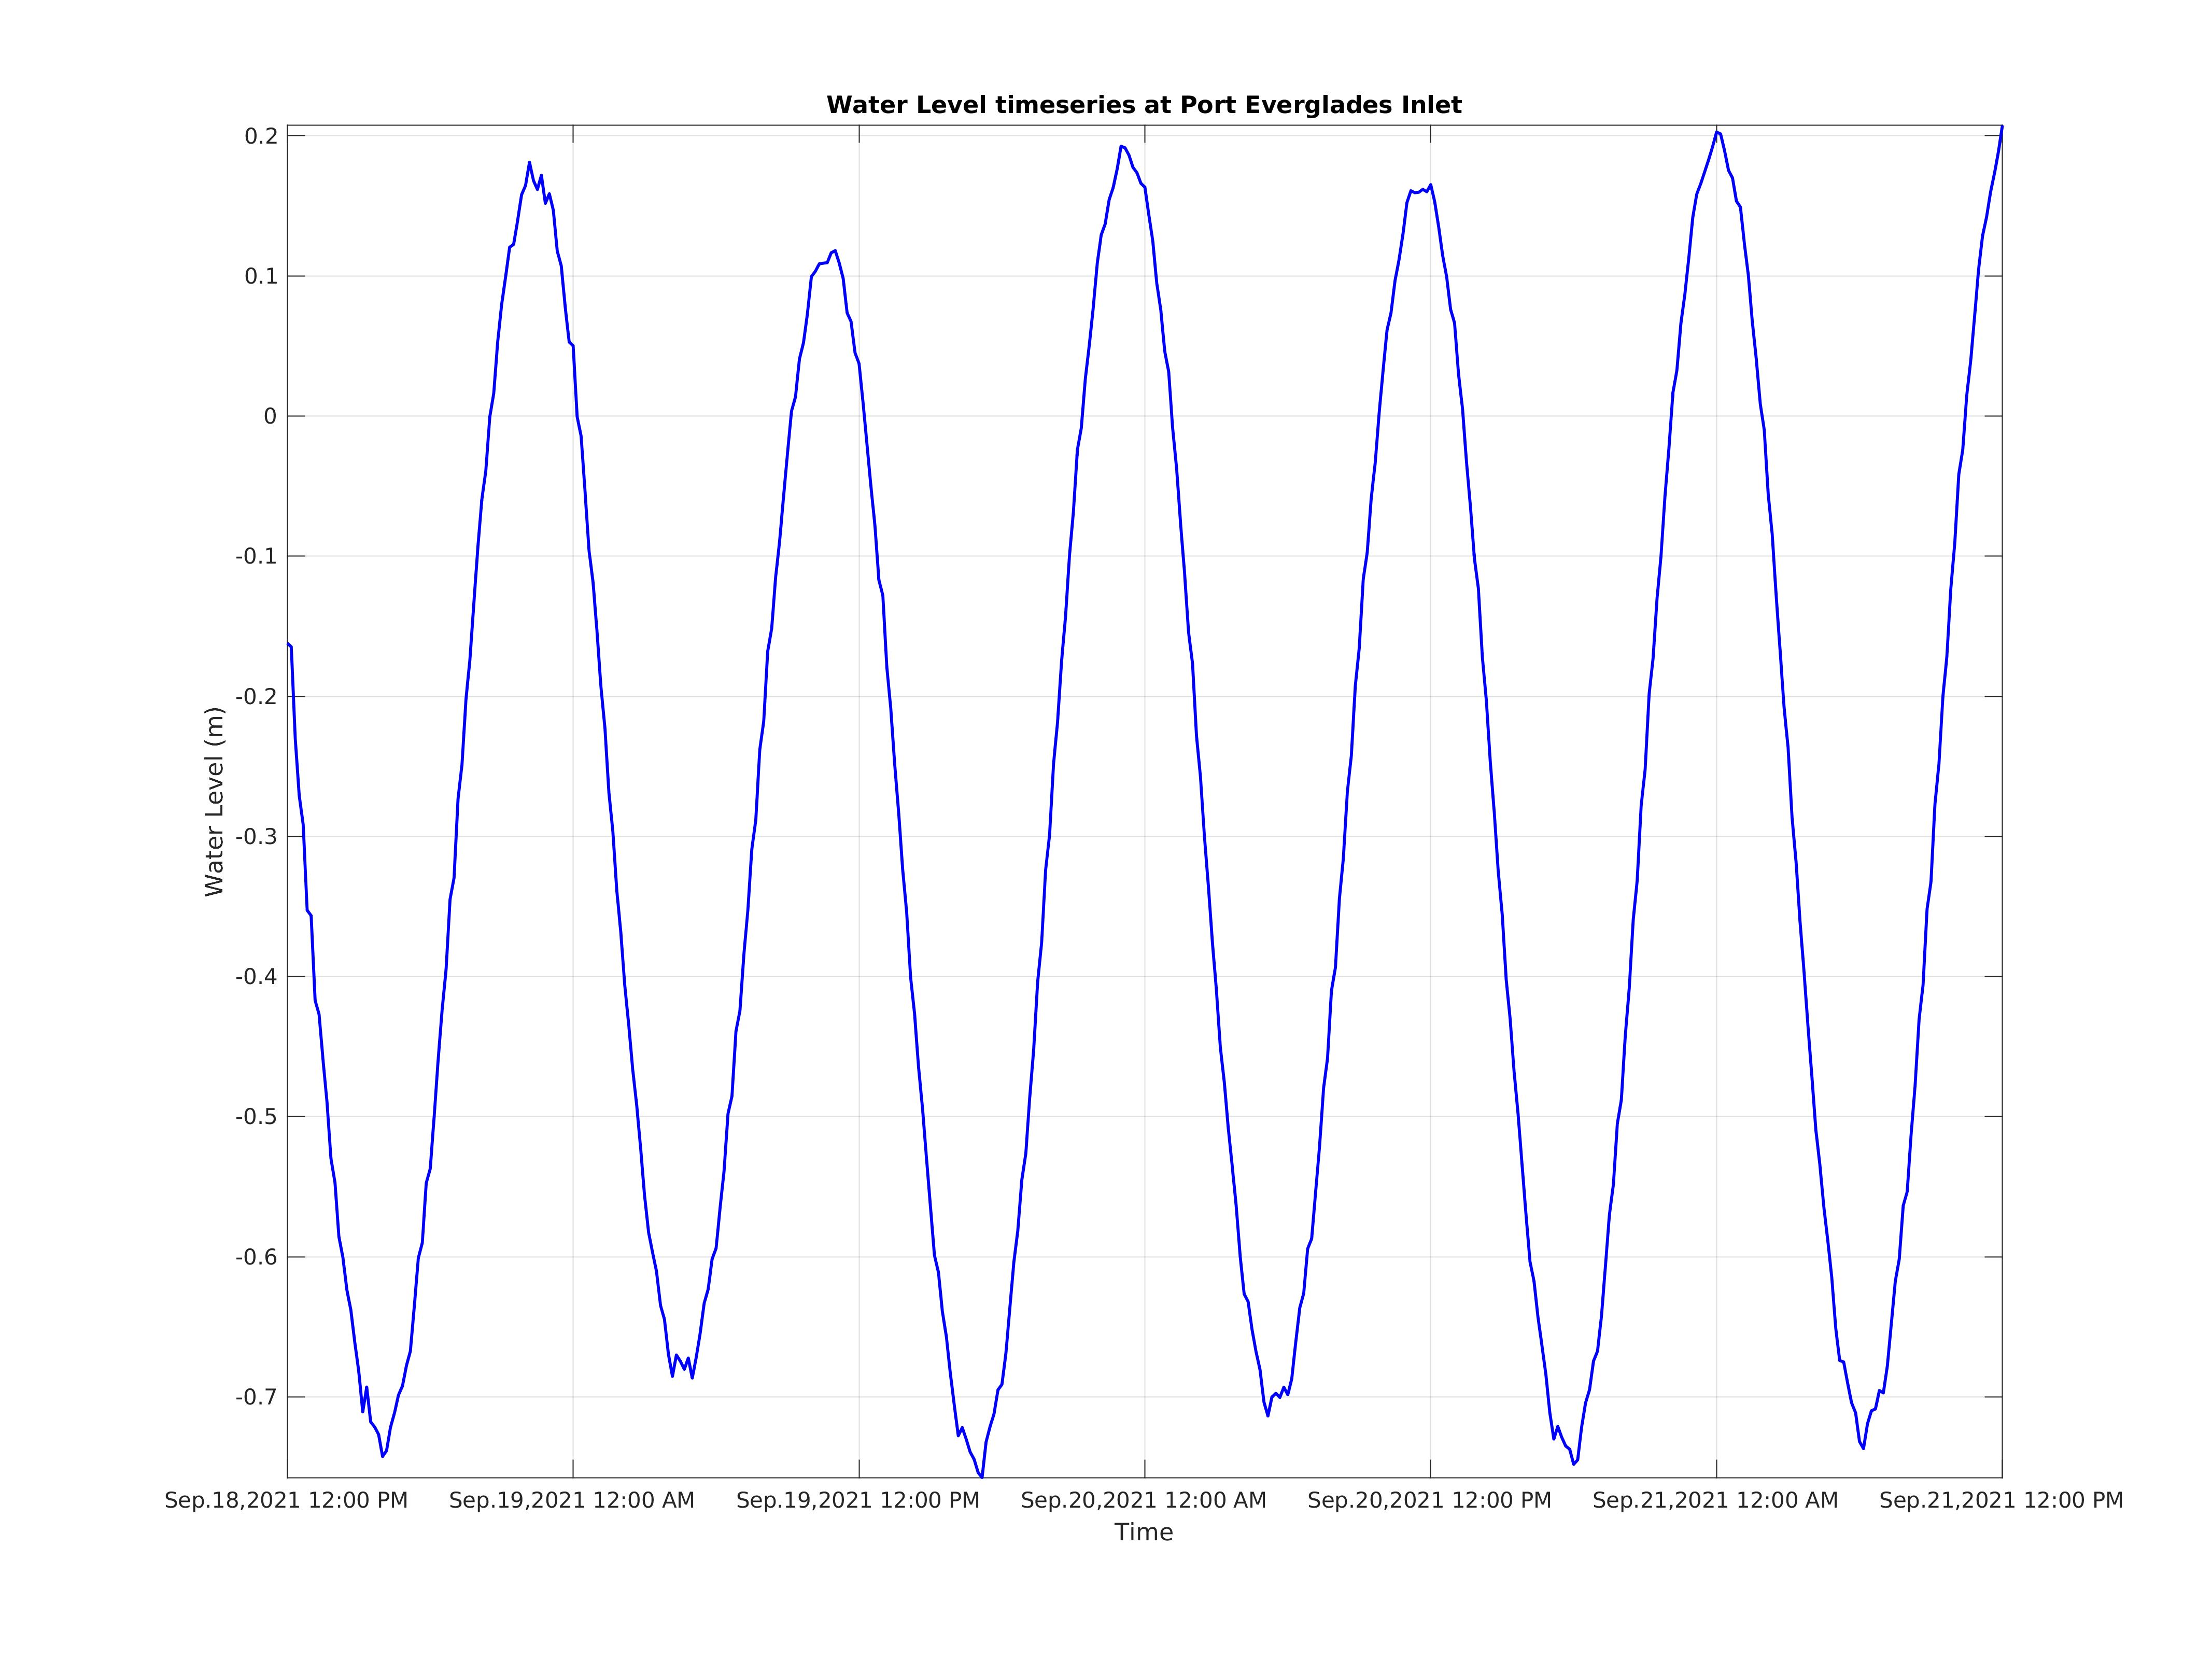 Water Level timeseries at Port Everglades Inlet
0.2
0.1
0
-0.1
-0.2
-0.3
-0.4
-0.5
-0.6
-0.7
Water Level (m)
Sep.18,2021 12:00 PM Sep.19,2021 12:00 AM Sep.19,2021 12:00 PM Sep.20,2021 12:00 AM Sep.20,2021 12:00 PM Sep.21,2021 12:00 AM Sep.21,2021 12:00 PM
Time